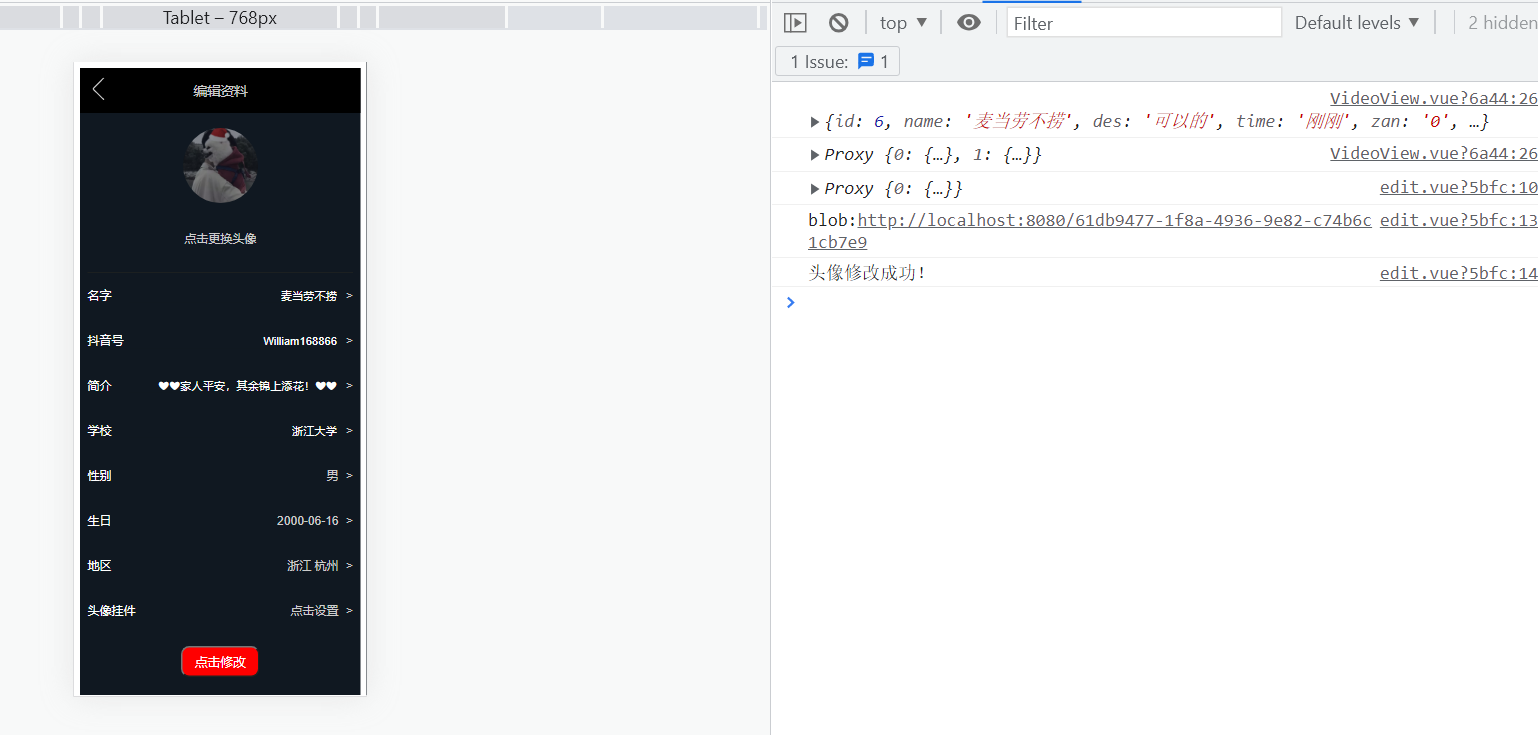 Tablet – 768px
编辑资料
点击更换头像
名字 麦当劳不捞 >
抖音号 William168866 >
简介 ♥♥家人平安，其余锦上添花！♥♥ >
学校 浙江大学 >
性别 男 >
生日 2000-06-16 >
地区 浙江 杭州 >
头像挂件 点击设置 >
点击修改
top ▼ Filter Default levels ▼ 2 hidden
1 Issue: 1
VideoView.vue?6a44:26
▶{id: 6, name: '麦当劳不捞', des: '可以的', time: '刚刚', zan: '0', …}
▶Proxy {0: {…}, 1: {…}} VideoView.vue?6a44:26
▶Proxy {0: {…}} edit.vue?5bfc:10
blob:http://localhost:8080/61db9477-1f8a-4936-9e82-c74b6c edit.vue?5bfc:13
1cb7e9
头像修改成功! edit.vue?5bfc:14
>